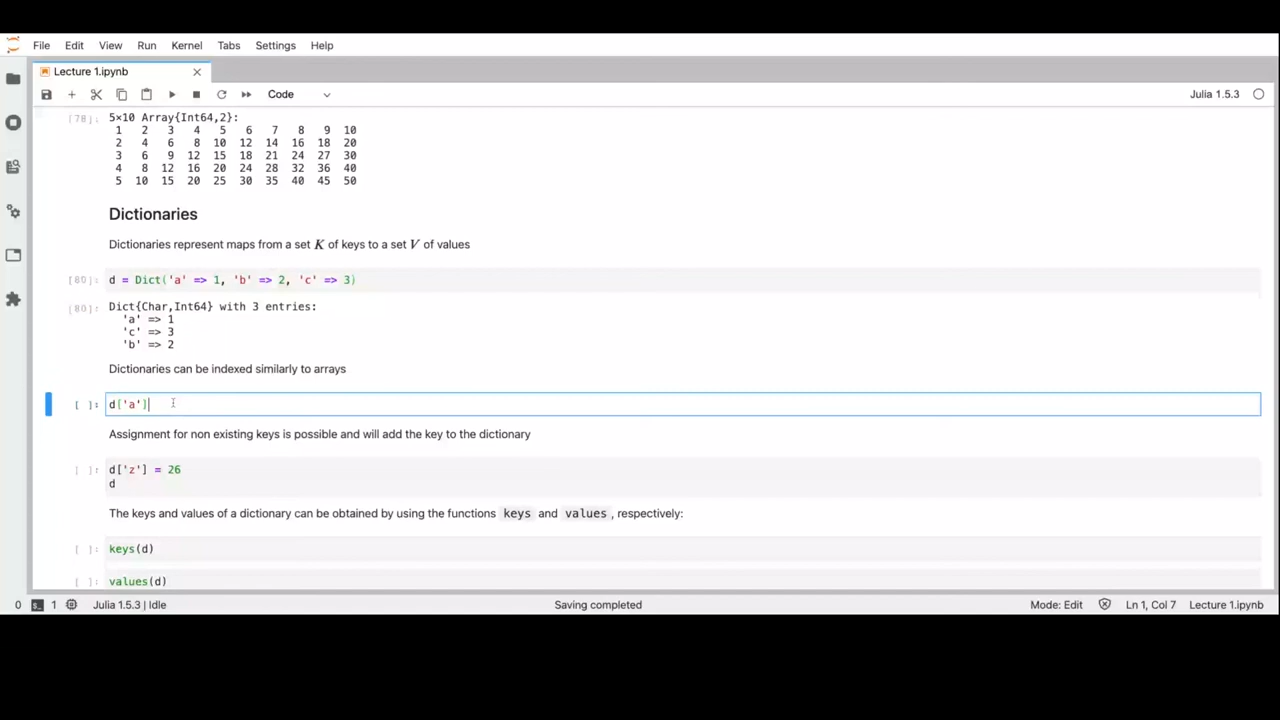 File Edit View Run Kernel Tabs Settings Help
Lecture 1.ipynb
Code Julia 1.5.3
[78]: 5×10 Array{Int64,2}:
1 2 3 4 5 6 7 8 9 10
2 4 6 8 10 12 14 16 18 20
3 6 9 12 15 18 21 24 27 30
4 8 12 16 20 24 28 32 36 40
5 10 15 20 25 30 35 40 45 50
Dictionaries
Dictionaries represent maps from a set K of keys to a set V of values
[80]: d = Dict('a' => 1, 'b' => 2, 'c' => 3)
[80]: Dict{Char,Int64} with 3 entries:
'a' => 1
'c' => 3
'b' => 2
Dictionaries can be indexed similarly to arrays
[ ]: d['a']
Assignment for non existing keys is possible and will add the key to the dictionary
[ ]: d['z'] = 26
d
The keys and values of a dictionary can be obtained by using the functions keys and values, respectively:
[ ]: keys(d)
[ ]: values(d)
0 1 Julia 1.5.3 | Idle Saving completed Mode: Edit Ln 1, Col 7 Lecture 1.ipynb